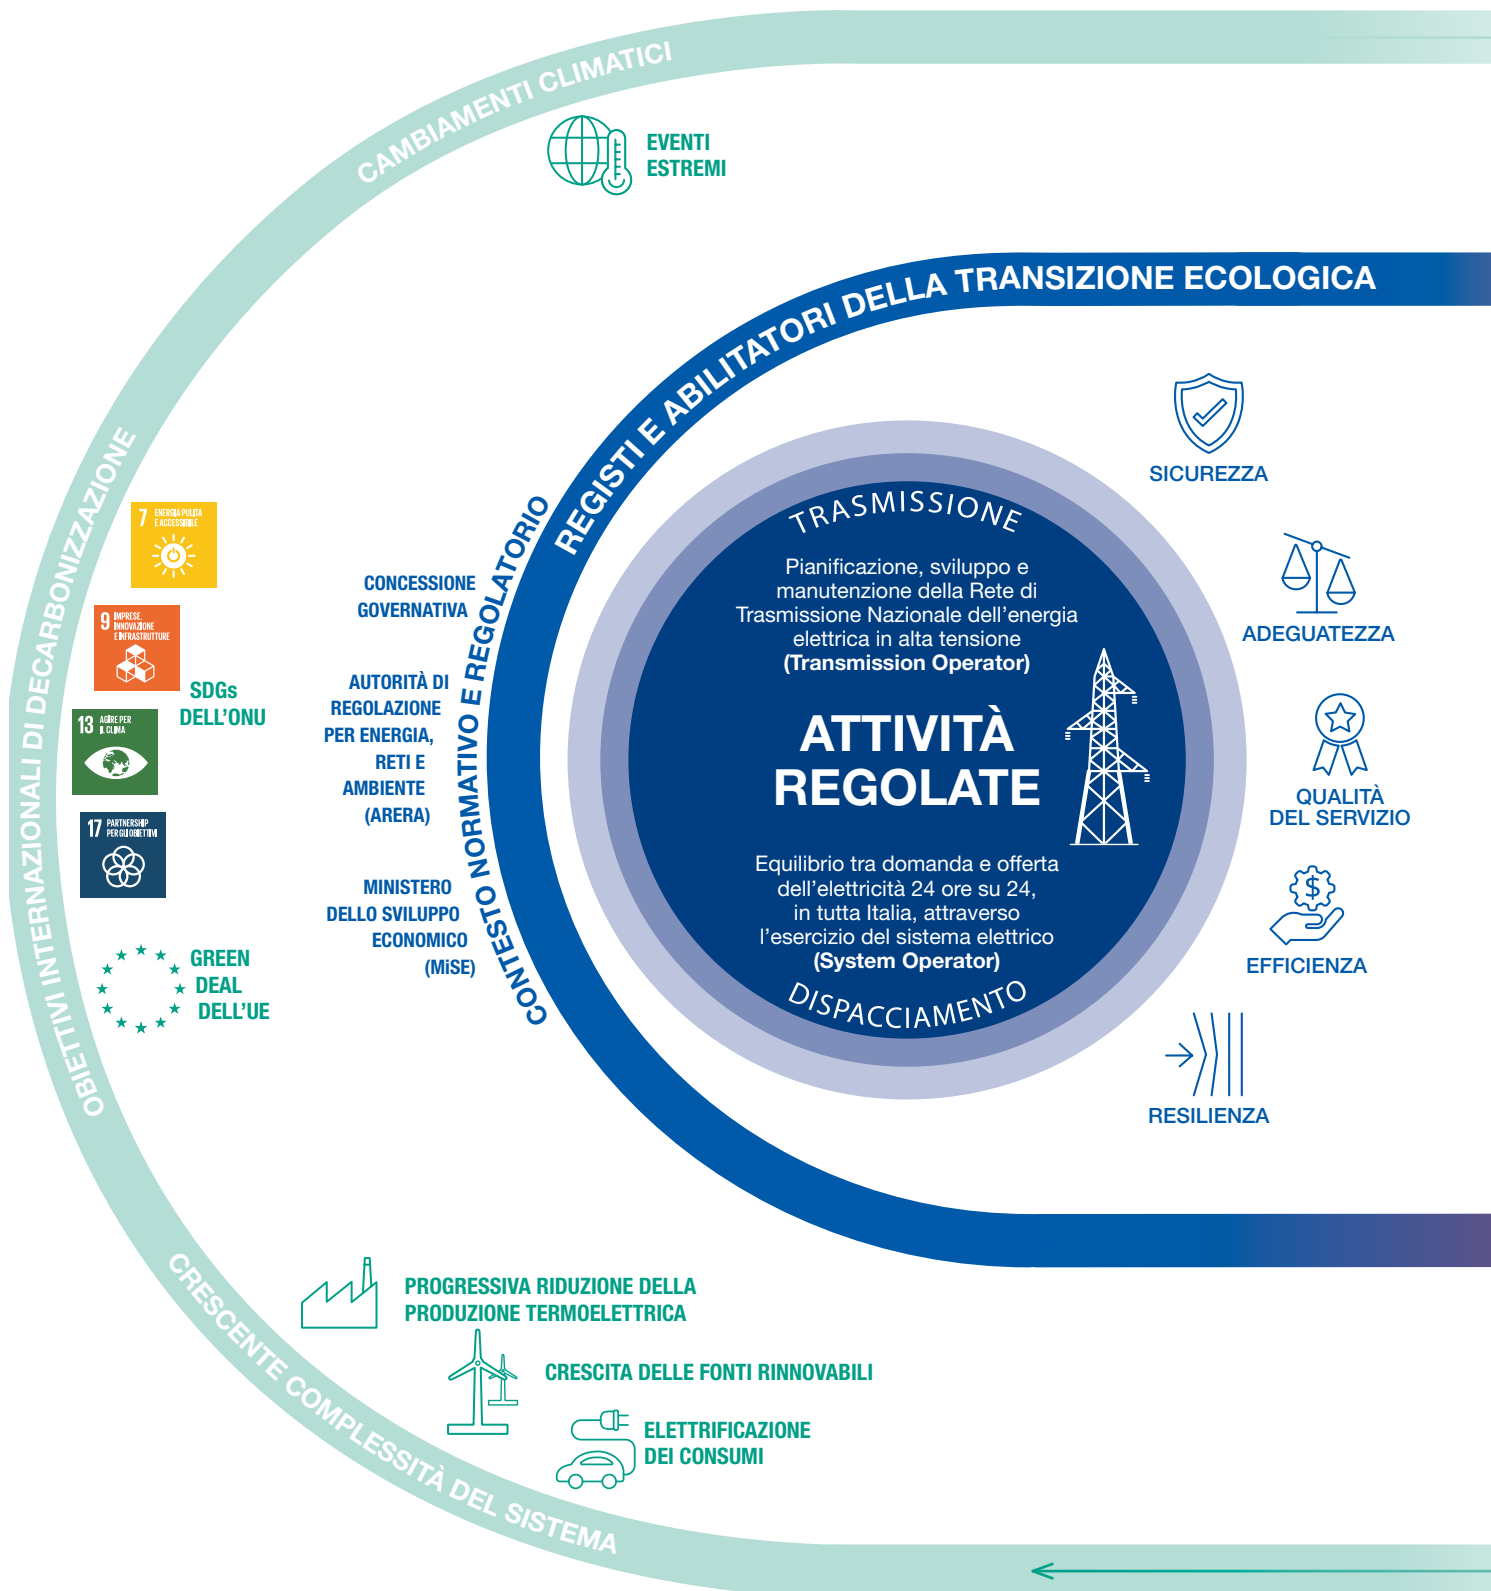 CAMBIAMENTI CLIMATICI
EVENTI
ESTREMI
REGISTI E ABILITATORI DELLA TRANSIZIONE ECOLOGICA
OBIETTIVI INTERNAZIONALI DI DECARBONIZZAZIONE
7 ENERGIA PULITA
E ACCESSIBILE
9 IMPRESE,
INNOVAZIONE
E INFRASTRUTTURE
13 AGIRE PER
IL CLIMA
17 PARTNERSHIP
PER GLI OBIETTIVI
SDGs
DELL'ONU
GREEN
DEAL
DELL'UE
CONTESTO NORMATIVO E REGOLATORIO
CONCESSIONE
GOVERNATIVA
AUTORITÀ DI
REGOLAZIONE
PER ENERGIA,
RETI E
AMBIENTE
(ARERA)
MINISTERO
DELLO SVILUPPO
ECONOMICO
(MiSE)
TRASMISSIONE
Pianificazione, sviluppo e
manutenzione della Rete di
Trasmissione Nazionale dell'energia
elettrica in alta tensione
(Transmission Operator)
ATTIVITÀ
REGOLATE
Equilibrio tra domanda e offerta
dell'elettricità 24 ore su 24,
in tutta Italia, attraverso
l'esercizio del sistema elettrico
(System Operator)
DISPACCIAMENTO
SICUREZZA
ADEGUATEZZA
QUALITÀ
DEL SERVIZIO
$
EFFICIENZA
RESILIENZA
CRESCENTE COMPLESSITÀ DEL SISTEMA
PROGRESSIVA RIDUZIONE DELLA
PRODUZIONE TERMOELETTRICA
CRESCITA DELLE FONTI RINNOVABILI
ELETTRIFICAZIONE
DEI CONSUMI